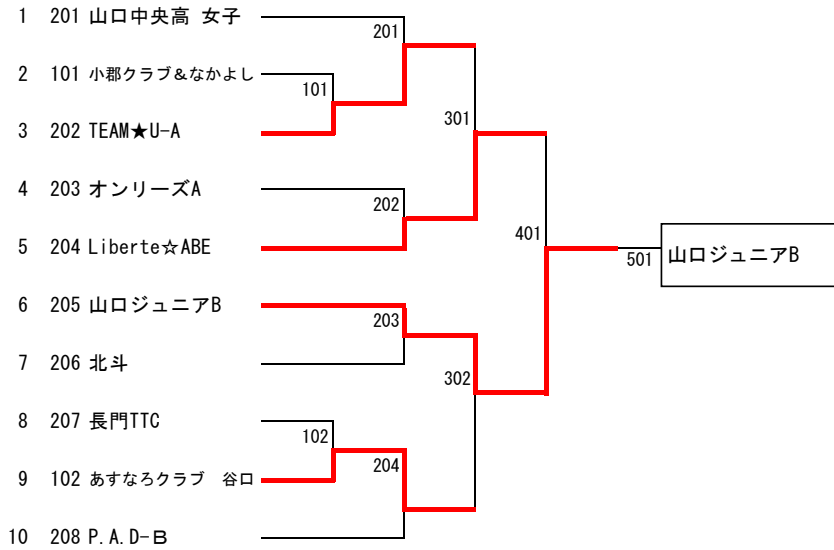 1 201 山口中央高 女子
201
2 101 小郡クラブ&なかよし
101
3 202 TEAM★U-A
301
4 203 オンリーズA
202
401
5 204 Liberte☆ABE
501 山口ジュニアB
6 205 山口ジュニアB
203
7 206 北斗
302
8 207 長門TTC
102
204
9 102 あすなろクラブ 谷口
10 208 P.A.D-B